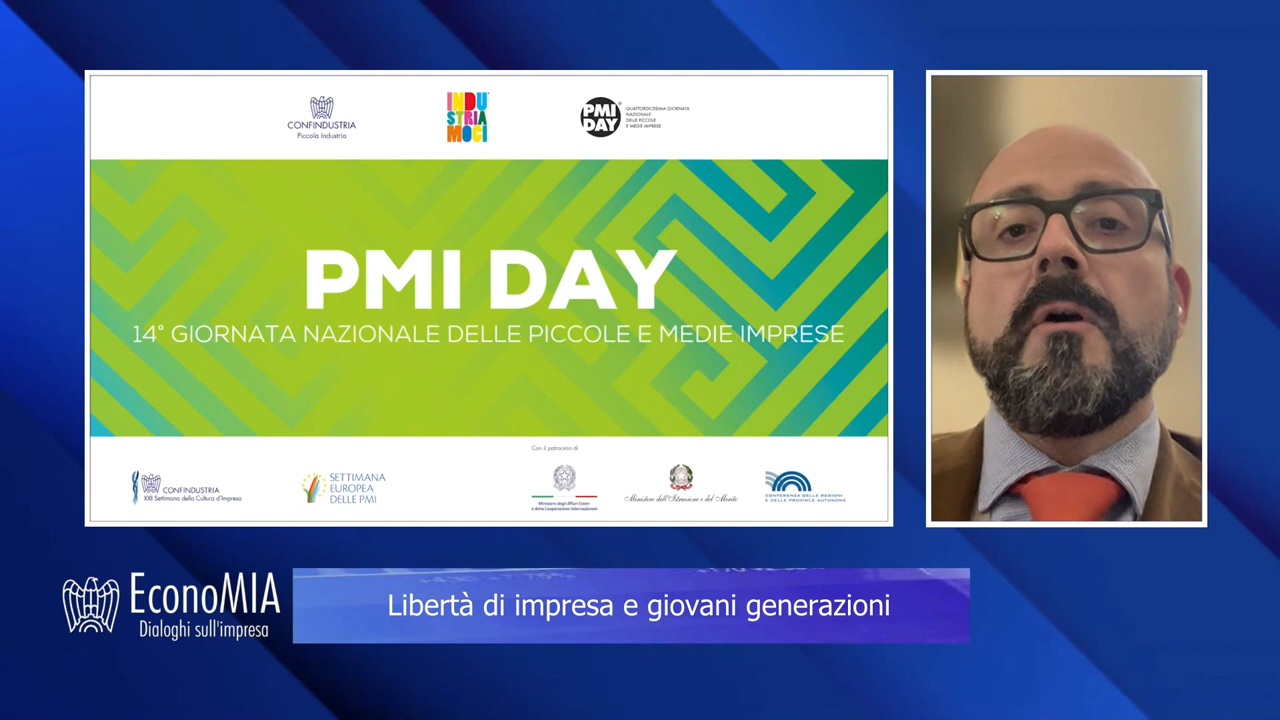 CONFINDUSTRIA
Piccola Industria
INDU
STRIA
MOCI
PMI
DAY
QUATTORDICESIMA GIORNATA
NAZIONALE
DELLE PICCOLE
E MEDIE IMPRESE
PMI DAY
14° GIORNATA NAZIONALE DELLE PICCOLE E MEDIE IMPRESE
Con il patrocinio di
CONFINDUSTRIA
XXII Settimana della Cultura d'Impresa
SETTIMANA
EUROPEA
DELLE PMI
Ministero degli Affari Esteri
e della Cooperazione Internazionale
Ministero dell'Istruzione e del Merito
CONFERENZA DELLE REGIONI
E DELLE PROVINCE AUTONOME
EconoMIA
Dialoghi sull'impresa
Libertà di impresa e giovani generazioni